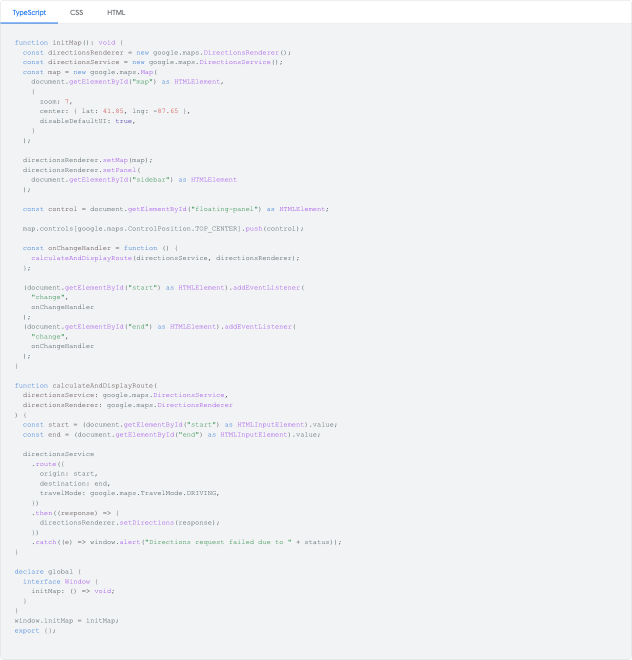 TypeScript CSS HTML
function initMap(): void {
  const directionsRenderer = new google.maps.DirectionsRenderer();
  const directionsService = new google.maps.DirectionsService();
  const map = new google.maps.Map(
    document.getElementById("map") as HTMLElement,
    {
      zoom: 7,
      center: { lat: 41.85, lng: -87.65 },
      disableDefaultUI: true,
    }
  );

  directionsRenderer.setMap(map);
  directionsRenderer.setPanel(
    document.getElementById("sidebar") as HTMLElement
  );

  const control = document.getElementById("floating-panel") as HTMLElement;

  map.controls[google.maps.ControlPosition.TOP_CENTER].push(control);

  const onChangeHandler = function () {
    calculateAndDisplayRoute(directionsService, directionsRenderer);
  };

  (document.getElementById("start") as HTMLElement).addEventListener(
    "change",
    onChangeHandler
  );
  (document.getElementById("end") as HTMLElement).addEventListener(
    "change",
    onChangeHandler
  );
}

function calculateAndDisplayRoute(
  directionsService: google.maps.DirectionsService,
  directionsRenderer: google.maps.DirectionsRenderer
) {
  const start = (document.getElementById("start") as HTMLInputElement).value;
  const end = (document.getElementById("end") as HTMLInputElement).value;

  directionsService
    .route({
      origin: start,
      destination: end,
      travelMode: google.maps.TravelMode.DRIVING,
    })
    .then((response) => {
      directionsRenderer.setDirections(response);
    })
    .catch((e) => window.alert("Directions request failed due to " + status));
}

declare global {
  interface Window {
    initMap: () => void;
  }
}
window.initMap = initMap;
export {};